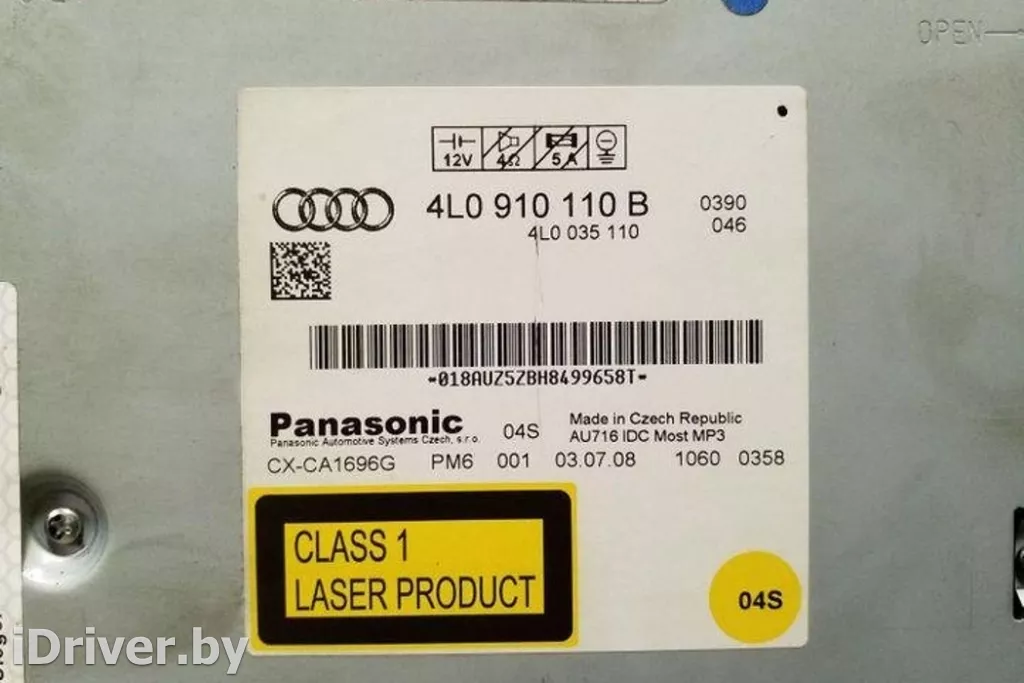 OPEN
12V 4Ω 5 A
4L0 910 110 B 0390
4L0 035 110 046
-018AUZ5ZBH8499658T-
Panasonic 04S Made in Czech Republic
Panasonic Automotive Systems Czech, s.r.o. AU716 IDC Most MP3
CX-CA1696G PM6 001 03.07.08 1060 0358
CLASS 1
LASER PRODUCT
04S
iDriver.by